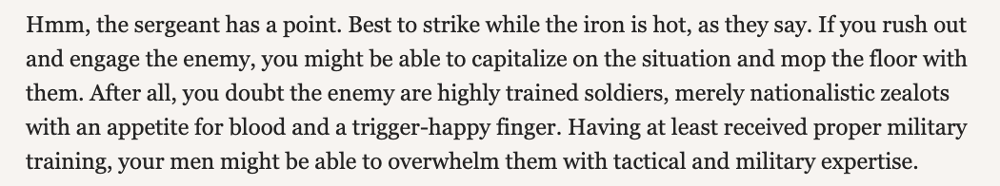 Hmm, the sergeant has a point. Best to strike while the iron is hot, as they say. If you rush out
and engage the enemy, you might be able to capitalize on the situation and mop the floor with
them. After all, you doubt the enemy are highly trained soldiers, merely nationalistic zealots
with an appetite for blood and a trigger-happy finger. Having at least received proper military
training, your men might be able to overwhelm them with tactical and military expertise.